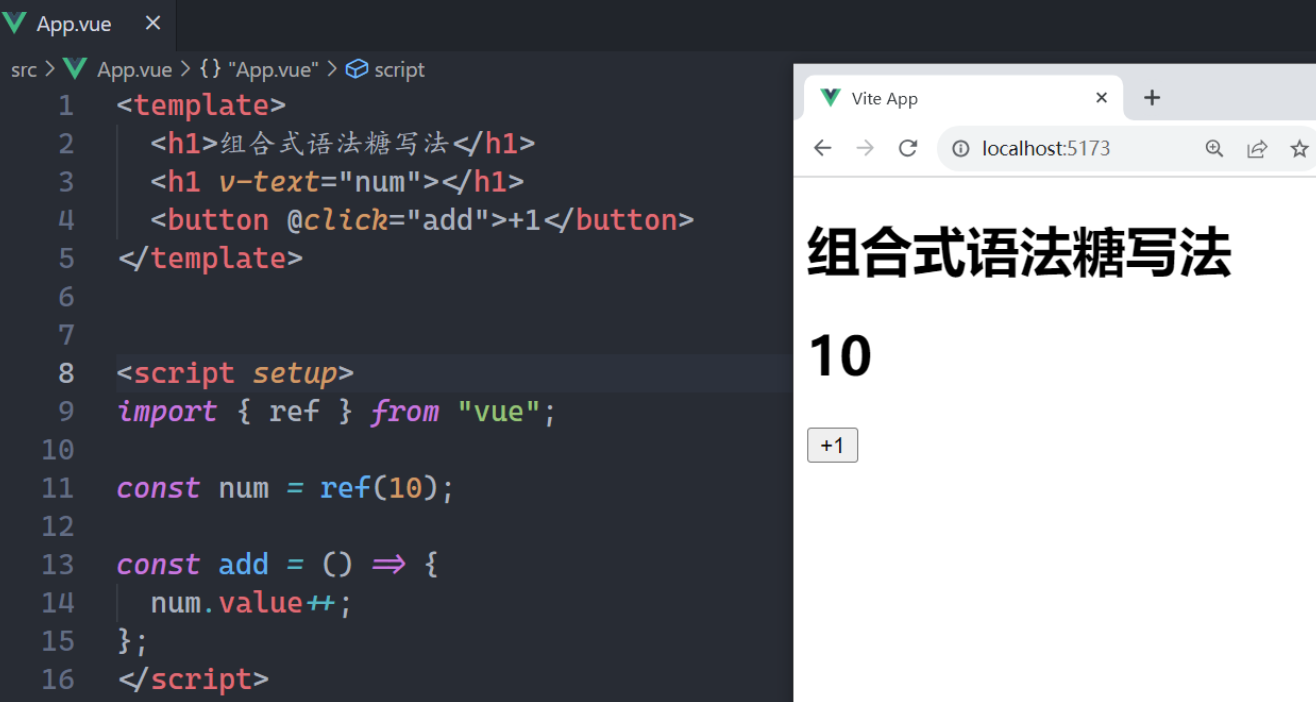 App.vue
src > App.vue > {} "App.vue" > script
1 <template>
2 <h1>组合式语法糖写法</h1>
3 <h1 v-text="num"></h1>
4 <button @click="add">+1</button>
5 </template>
6
7
8 <script setup>
9 import { ref } from "vue";
10
11 const num = ref(10);
12
13 const add = () => {
14 num.value++;
15 };
16 </script>
Vite App
localhost:5173
组合式语法糖写法
10
+1